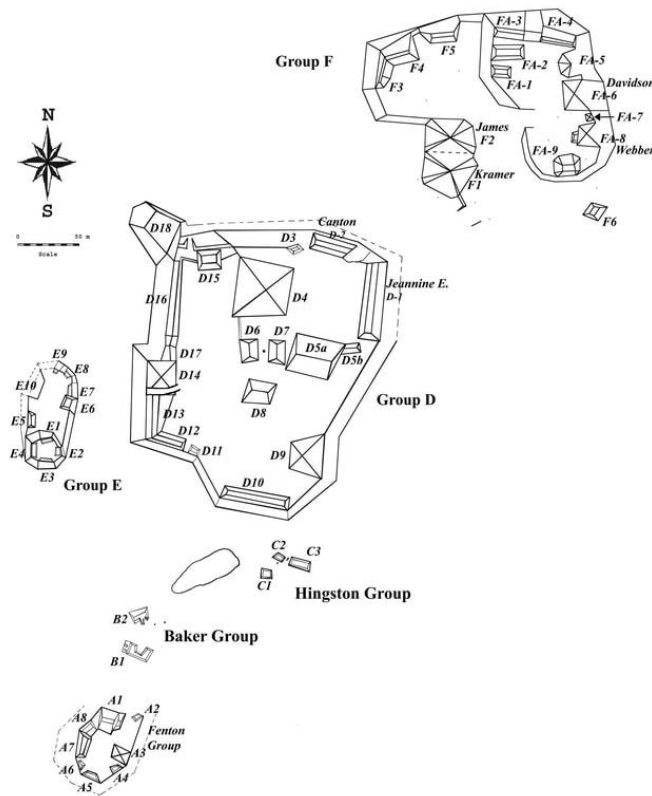 Group F
F5
F4
F3
FA-3
FA-4
FA-2
FA-1
FA-5
Davidson
FA-6
FA-7
FA-8
Webber
FA-9
F6
James
F2
Kramer
F1
N
S
0 50 m
Scale
D18
D3
Canton
D-2
D15
D4
Jeannine E.
D-1
D16
D6
D7
D5a
D5b
D17
D14
D8
Group D
D13
D12
D11
D9
D10
E9
E8
E10
E7
E6
E5
E1
E4
E2
E3
Group E
C2
C3
C1
Hingston Group
B2
Baker Group
B1
A1
A2
A8
Fenton
Group
A7
A3
A6
A4
A5